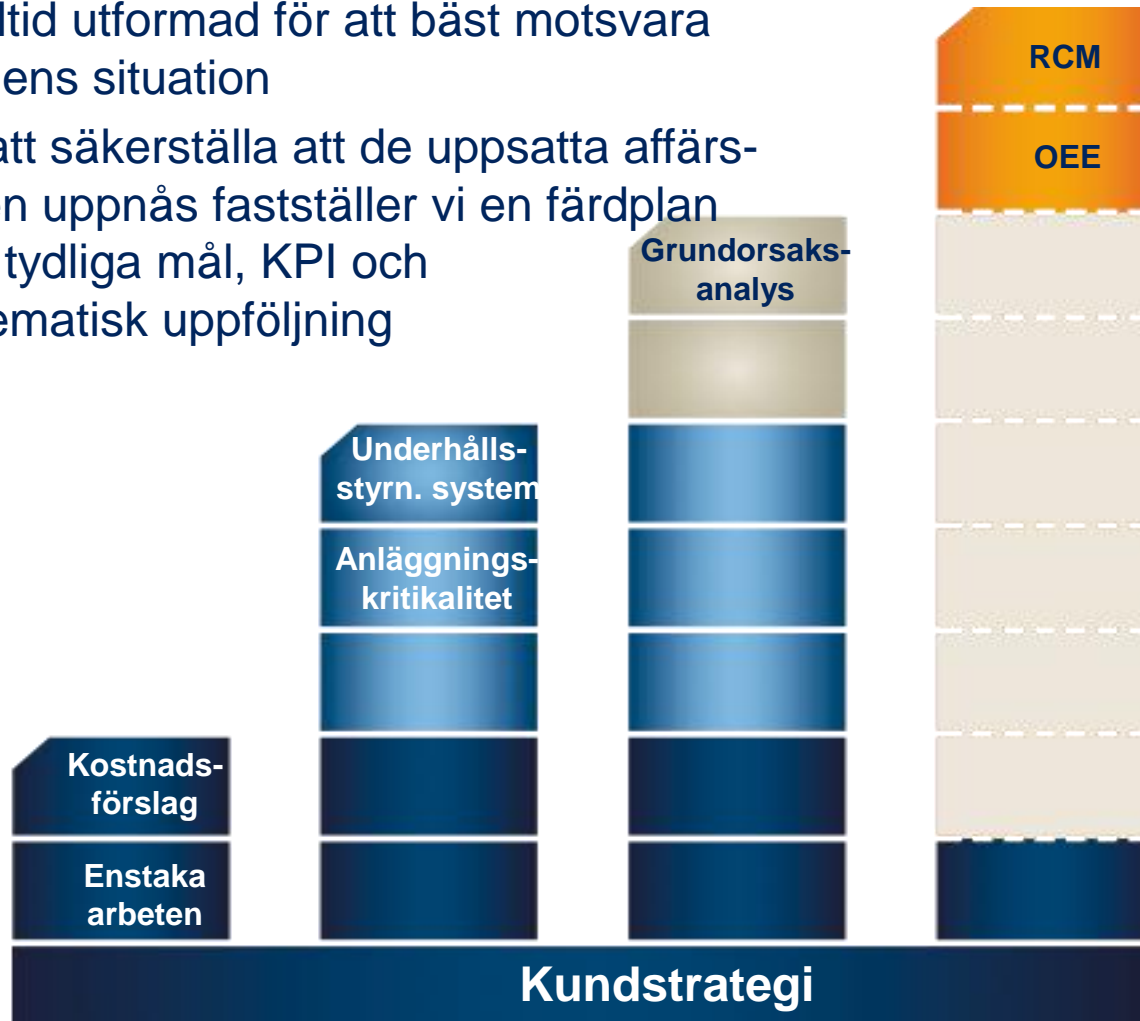 ltid utformad för att bäst motsvara
ens situation
att säkerställa att de uppsatta affärs-
en uppnås fastställer vi en färdplan
tydliga mål, KPI och
ematisk uppföljning
RCM
OEE
Grundorsaks-
analys
Underhålls-
styrn. system
Anläggnings-
kritikalitet
Kostnads-
förslag
Enstaka
arbeten
Kundstrategi